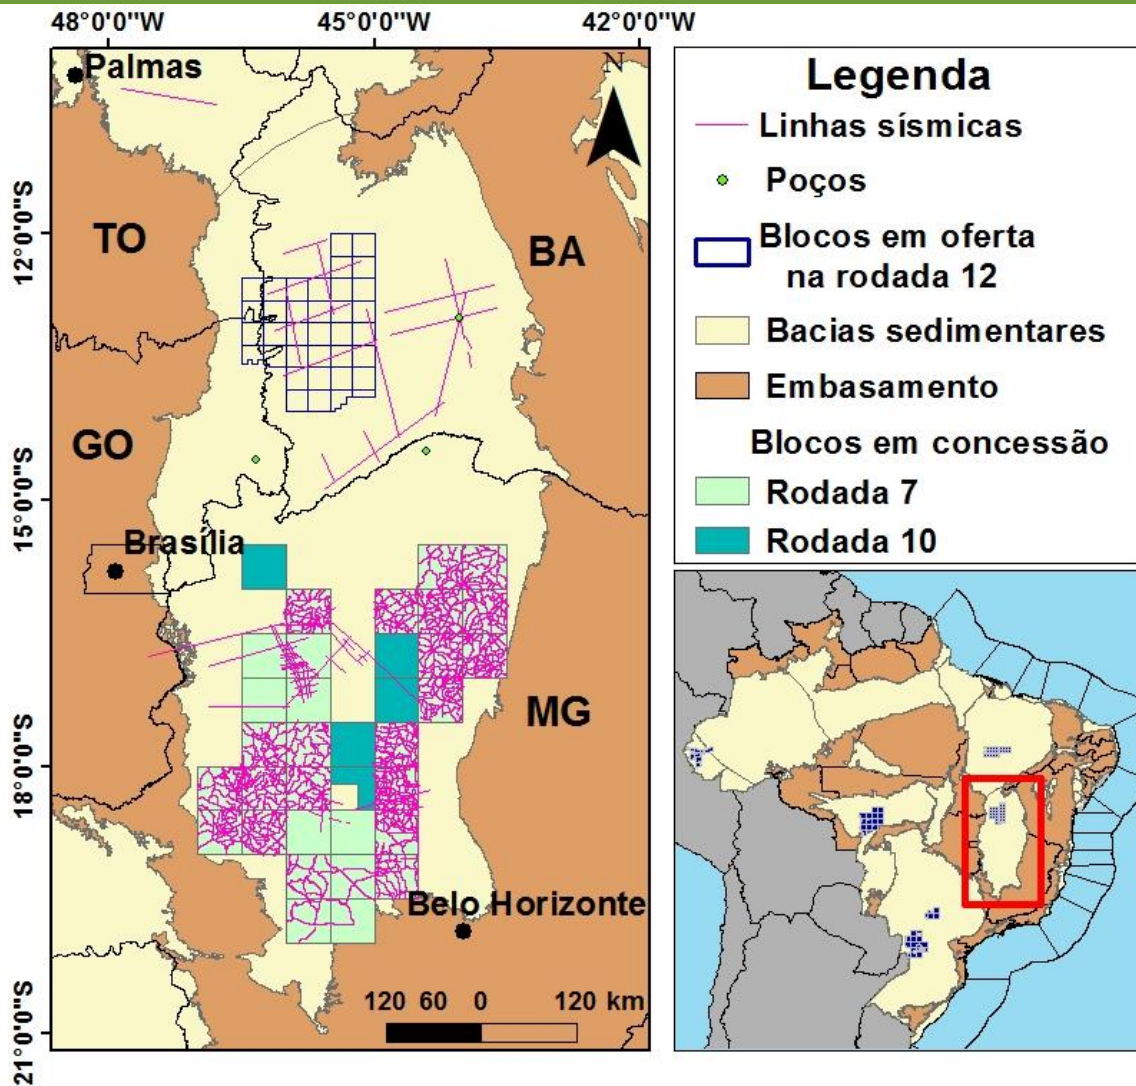 48°0'0"W 45°0'0"W 42°0'0"W
Palmas
N
TO
BA
12°0'0"S
GO
15°0'0"S
Brasília
MG
18°0'0"S
Belo Horizonte
120 60 0 120 km
21°0'0"S
Legenda
Linhas sísmicas
Poços
Blocos em oferta
na rodada 12
Bacias sedimentares
Embasamento
Blocos em concessão
Rodada 7
Rodada 10